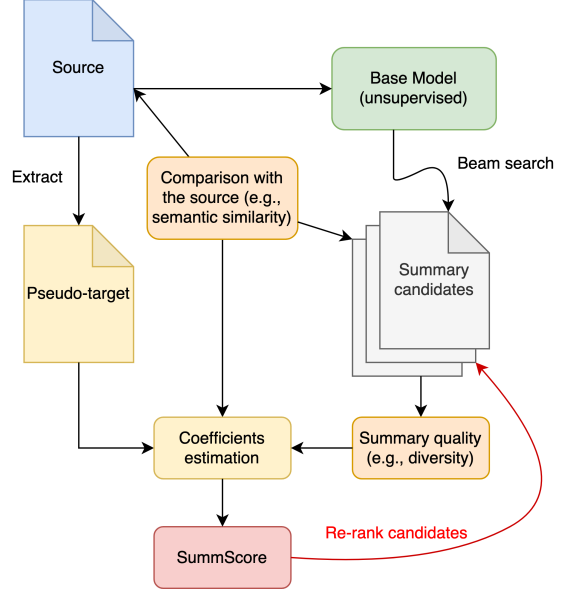 Source
Base Model
(unsupervised)
Extract
Beam search
Comparison with
the source (e.g.,
semantic similarity)
Summary
candidates
Pseudo-target
Coefficients
estimation
Summary quality
(e.g., diversity)
SummScore
Re-rank candidates